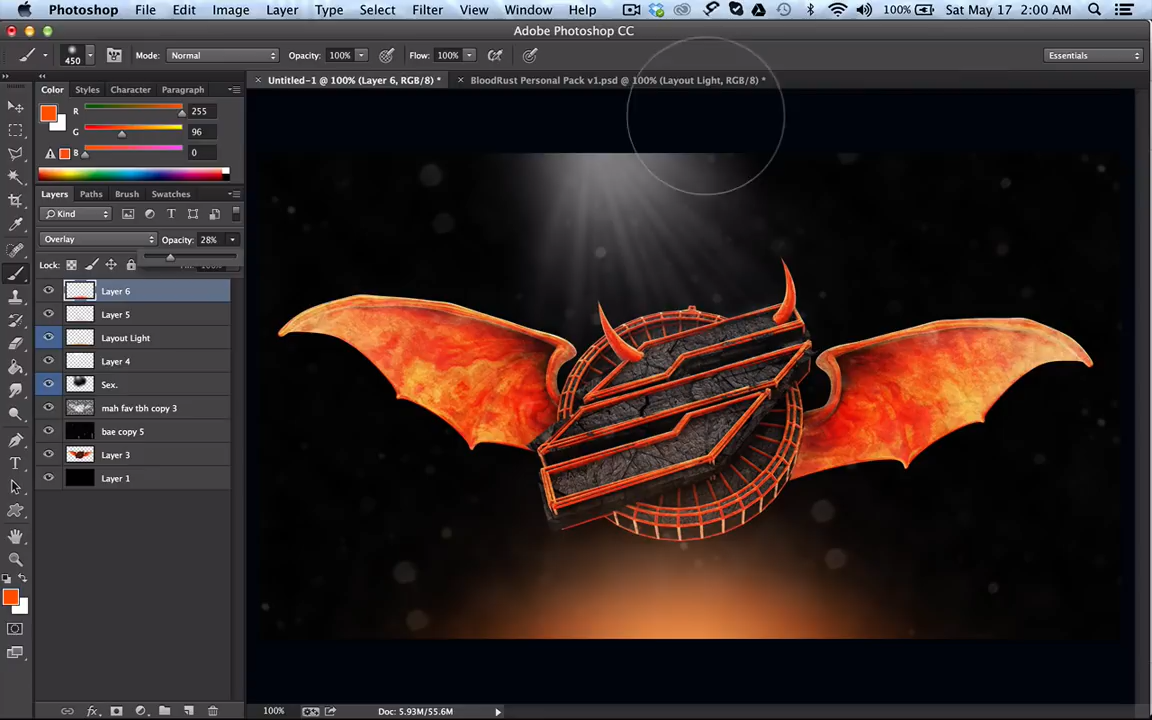 Photoshop File Edit Image Layer Type Select Filter View Window Help 100% Sat May 17 2:00 AM
Adobe Photoshop CC
450 Mode: Normal Opacity: 100% Flow: 100% Essentials
Untitled-1 @ 100% (Layer 6, RGB/8) * BloodRust Personal Pack v1.psd @ 100% (Layout Light, RGB/8) *
Color Styles Character Paragraph
R 255
G 96
B 0
Layers Paths Brush Swatches
Kind
Overlay Opacity: 28%
Lock:
Layer 6
Layer 5
Layout Light
Layer 4
Sex.
mah fav tbh copy 3
bae copy 5
Layer 3
Layer 1
fx
100% Doc: 5.93M/55.6M